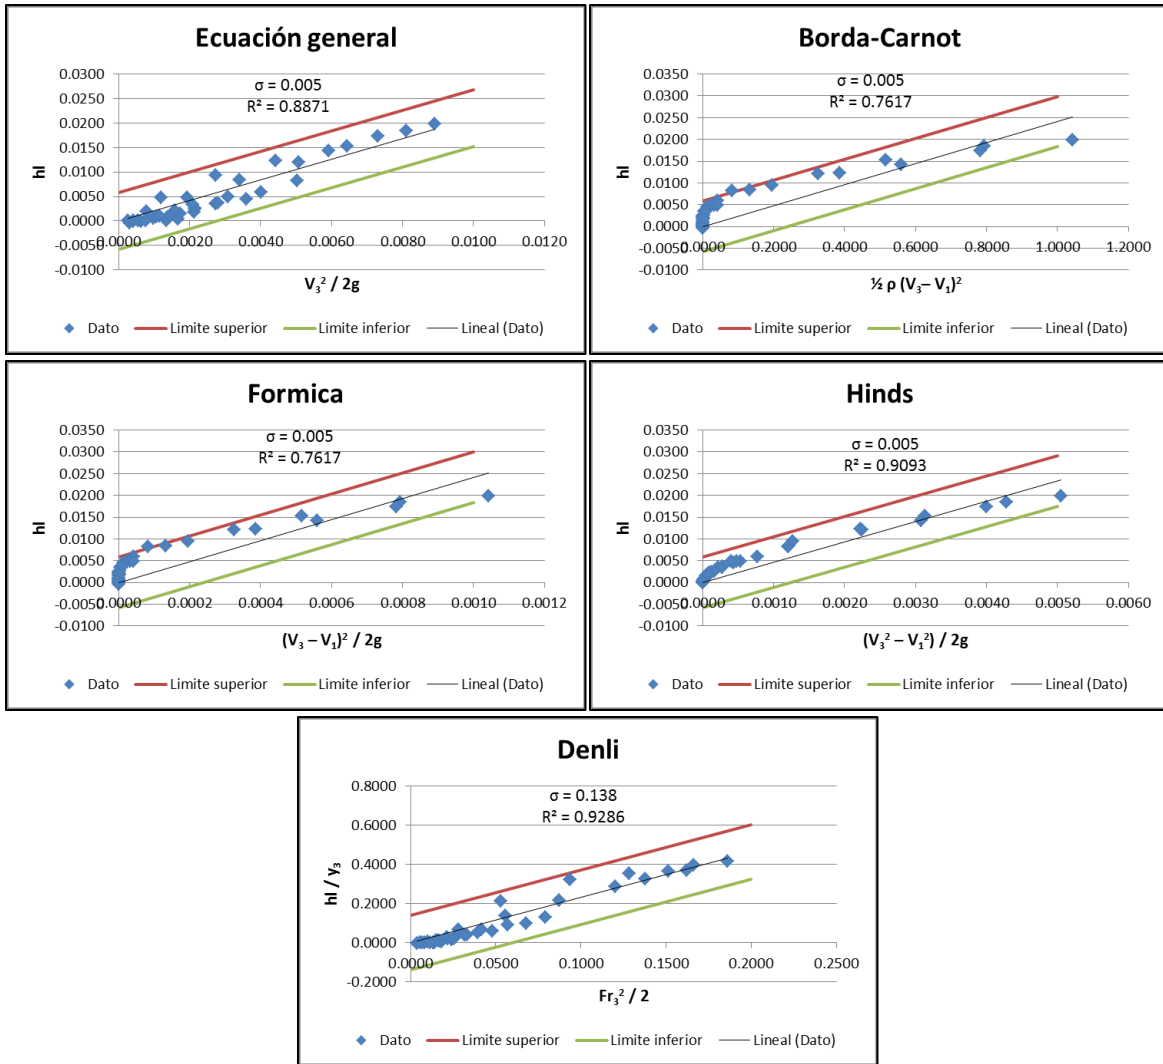 Ecuación general
σ = 0.005
R² = 0.8871
0.0300
0.0250
0.0200
0.0150
0.0100
0.0050
0.0000
-0.0050
-0.0100
hl
0.0000 0.0020 0.0040 0.0060 0.0080 0.0100 0.0120
V₃² / 2g
Dato Limite superior Limite inferior Lineal (Dato)
Borda-Carnot
σ = 0.005
R² = 0.7617
0.0350
0.0300
0.0250
0.0200
0.0150
0.0100
0.0050
0.0000
-0.0050
-0.0100
hl
0.0000 0.2000 0.4000 0.6000 0.8000 1.0000 1.2000
½ ρ (V₃– V₁)²
Dato Limite superior Limite inferior Lineal (Dato)
Formica
σ = 0.005
R² = 0.7617
0.0350
0.0300
0.0250
0.0200
0.0150
0.0100
0.0050
0.0000
-0.0050
-0.0100
hl
0.0000 0.0002 0.0004 0.0006 0.0008 0.0010 0.0012
(V₃ – V₁)² / 2g
Dato Limite superior Limite inferior Lineal (Dato)
Hinds
σ = 0.005
R² = 0.9093
0.0350
0.0300
0.0250
0.0200
0.0150
0.0100
0.0050
0.0000
-0.0050
-0.0100
hl
0.0000 0.0010 0.0020 0.0030 0.0040 0.0050 0.0060
(V₃² – V₁²) / 2g
Dato Limite superior Limite inferior Lineal (Dato)
Denli
σ = 0.138
R² = 0.9286
0.8000
0.6000
0.4000
0.2000
0.0000
-0.2000
hl / y₃
0.0000 0.0500 0.1000 0.1500 0.2000 0.2500
Fr₃² / 2
Dato Limite superior Limite inferior Lineal (Dato)